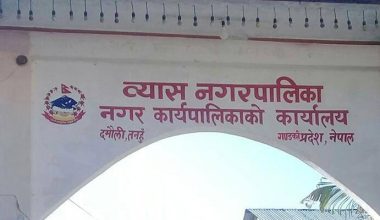 व्यास नगरपालिका
नगर कार्यपालिकाको कार्यालय
दमौली, तनहुँ गण्डकी प्रदेश, नेपाल